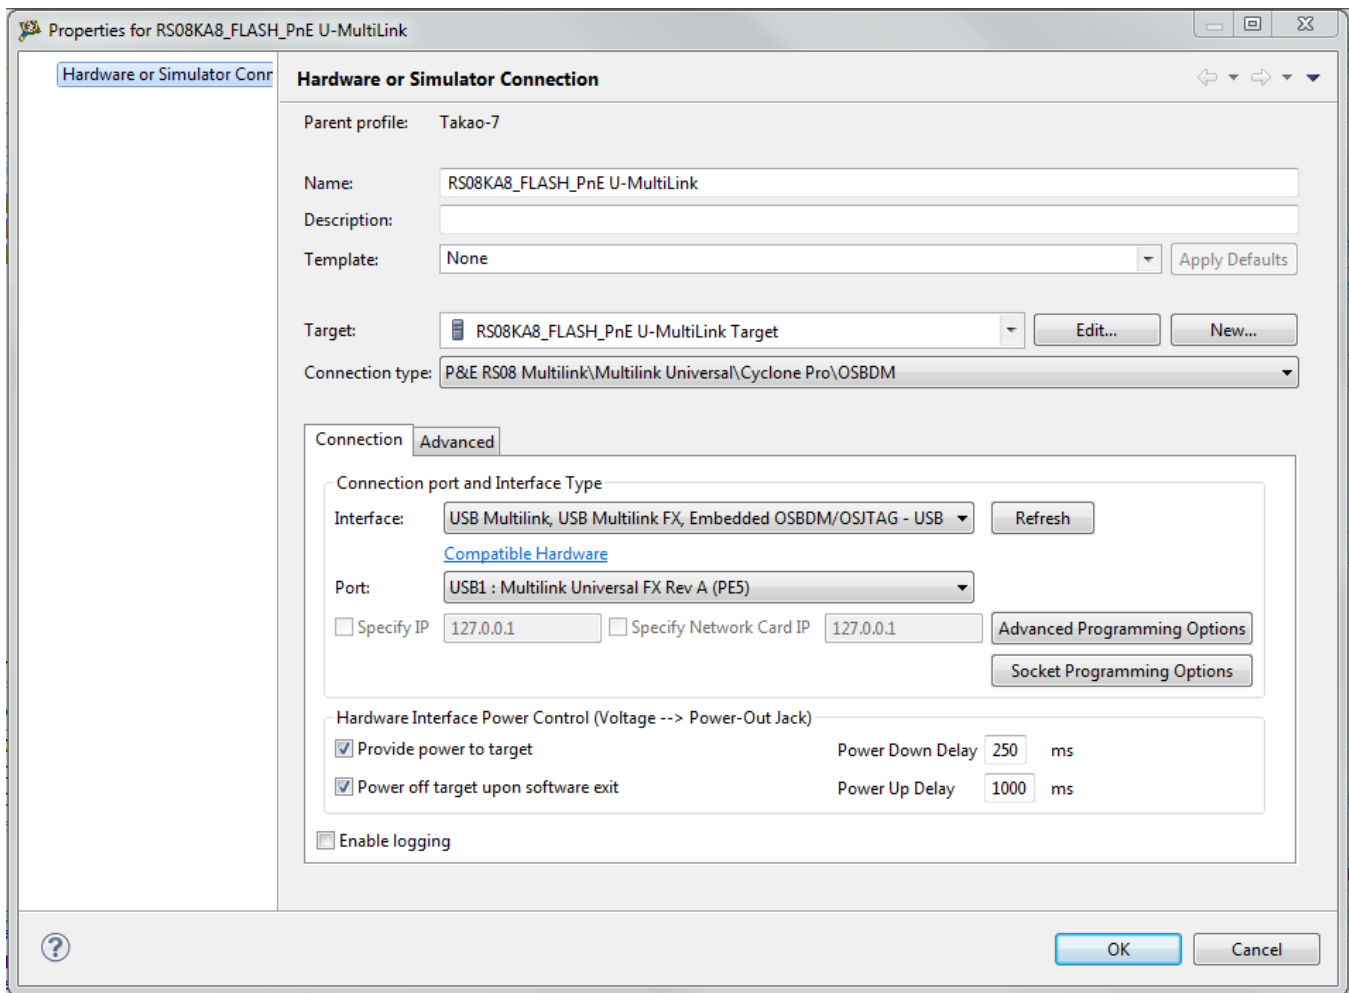 Properties for RS08KA8_FLASH_PnE U-MultiLink
Hardware or Simulator Conn
Hardware or Simulator Connection
Parent profile: Takao-7
Name: RS08KA8_FLASH_PnE U-MultiLink
Description:
Template: None Apply Defaults
Target: RS08KA8_FLASH_PnE U-MultiLink Target Edit... New...
Connection type: P&E RS08 Multilink\Multilink Universal\Cyclone Pro\OSBDM
Connection Advanced
Connection port and Interface Type
Interface: USB Multilink, USB Multilink FX, Embedded OSBDM/OSJTAG - USB Refresh
Compatible Hardware
Port: USB1 : Multilink Universal FX Rev A (PE5)
Specify IP 127.0.0.1 Specify Network Card IP 127.0.0.1 Advanced Programming Options
Socket Programming Options
Hardware Interface Power Control (Voltage --> Power-Out Jack)
Provide power to target Power Down Delay 250 ms
Power off target upon software exit Power Up Delay 1000 ms
Enable logging
? OK Cancel